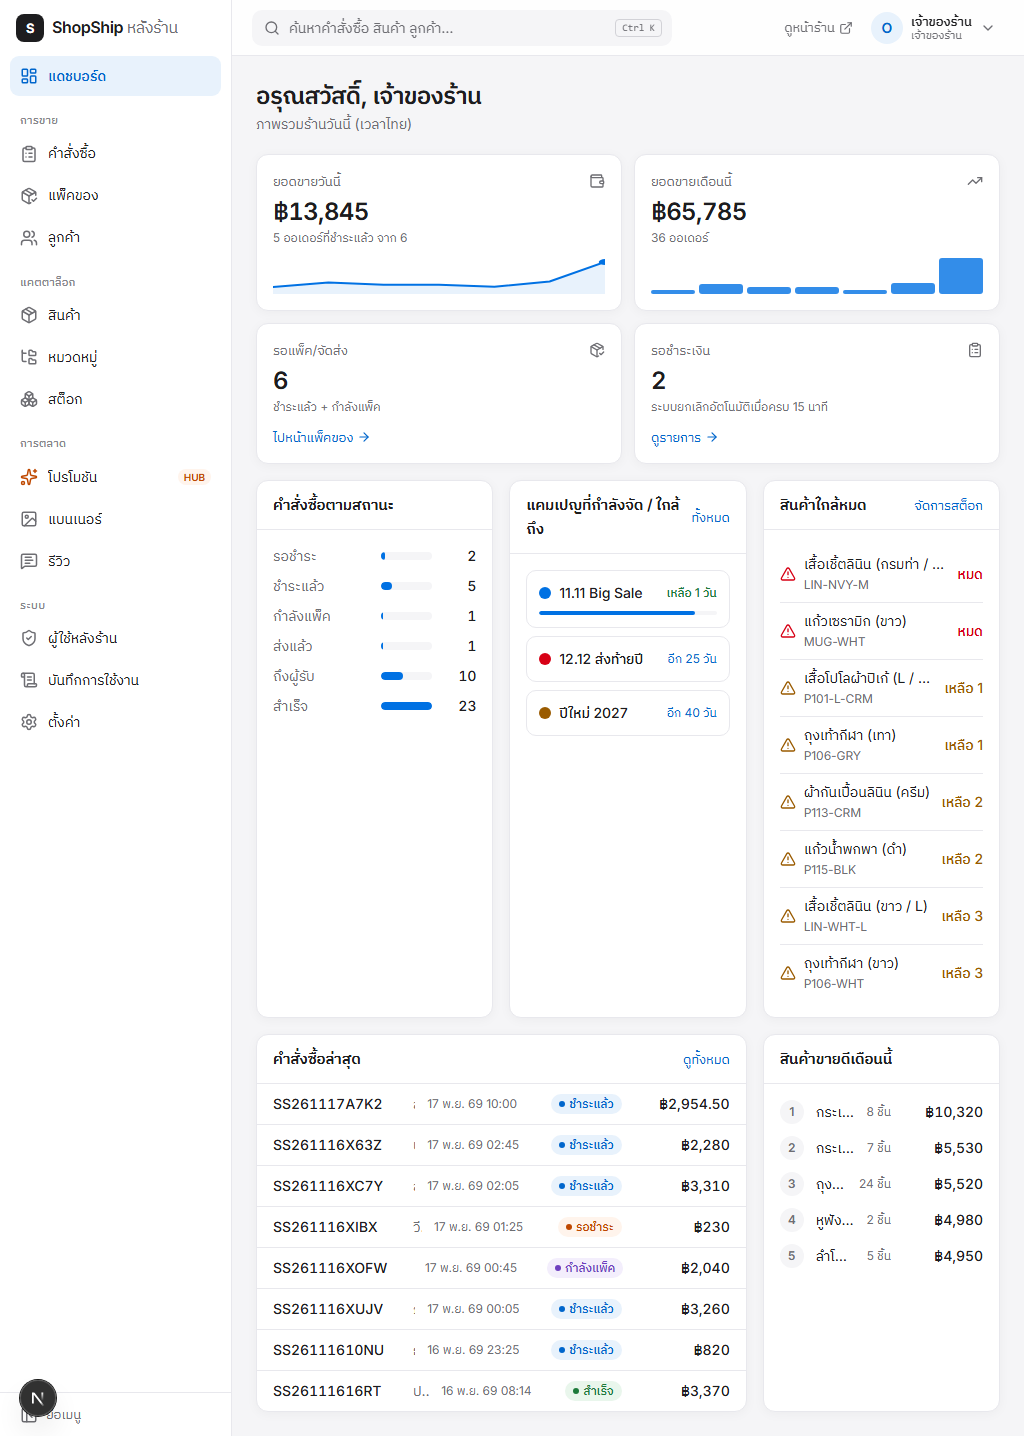 S ShopShip หลังร้าน
ค้นหาคำสั่งซื้อ สินค้า ลูกค้า... Ctrl K
ดูหน้าร้าน
O เจ้าของร้าน
เจ้าของร้าน
แดชบอร์ด
การขาย
คำสั่งซื้อ
แพ็คของ
ลูกค้า
แคตตาล็อก
สินค้า
หมวดหมู่
สต็อก
การตลาด
โปรโมชัน HUB
แบนเนอร์
รีวิว
ระบบ
ผู้ใช้หลังร้าน
บันทึกการใช้งาน
ตั้งค่า
N
ย่อเมนู
อรุณสวัสดิ์, เจ้าของร้าน
ภาพรวมร้านวันนี้ (เวลาไทย)
ยอดขายวันนี้
฿13,845
5 ออเดอร์ที่ชำระแล้ว จาก 6
ยอดขายเดือนนี้
฿65,785
36 ออเดอร์
รอแพ็ค/จัดส่ง
6
ชำระแล้ว + กำลังแพ็ค
ไปหน้าแพ็คของ
รอชำระเงิน
2
ระบบยกเลิกอัตโนมัติเมื่อครบ 15 นาที
ดูรายการ
คำสั่งซื้อตามสถานะ
รอชำระ 2
ชำระแล้ว 5
กำลังแพ็ค 1
ส่งแล้ว 1
ถึงผู้รับ 10
สำเร็จ 23
แคมเปญที่กำลังจัด / ใกล้
ถึง
ทั้งหมด
11.11 Big Sale เหลือ 1 วัน
12.12 ส่งท้ายปี อีก 25 วัน
ปีใหม่ 2027 อีก 40 วัน
สินค้าใกล้หมด จัดการสต็อก
เสื้อเชิ้ตลินิน (กรมท่า / ... หมด
LIN-NVY-M
แก้วเซรามิก (ขาว) หมด
MUG-WHT
เสื้อโปโลผ้าปิเก้ (L / ... เหลือ 1
P101-L-CRM
ถุงเท้ากีฬา (เทา) เหลือ 1
P106-GRY
ผ้ากันเปื้อนลินิน (ครีม) เหลือ 2
P113-CRM
แก้วน้ำพกพา (ดำ) เหลือ 2
P115-BLK
เสื้อเชิ้ตลินิน (ขาว / L) เหลือ 3
LIN-WHT-L
ถุงเท้ากีฬา (ขาว) เหลือ 3
P106-WHT
คำสั่งซื้อล่าสุด ดูทั้งหมด
SS261117A7K2 17 พ.ย. 69 10:00 ชำระแล้ว ฿2,954.50
SS261116X63Z 17 พ.ย. 69 02:45 ชำระแล้ว ฿2,280
SS261116XC7Y 17 พ.ย. 69 02:05 ชำระแล้ว ฿3,310
SS261116XIBX วี 17 พ.ย. 69 01:25 รอชำระ ฿230
SS261116XOFW 17 พ.ย. 69 00:45 กำลังแพ็ค ฿2,040
SS261116XUJV 17 พ.ย. 69 00:05 ชำระแล้ว ฿3,260
SS26111610NU 16 พ.ย. 69 23:25 ชำระแล้ว ฿820
SS26111616RT ป.. 16 พ.ย. 69 08:14 สำเร็จ ฿3,370
สินค้าขายดีเดือนนี้
1 กระเ... 8 ชิ้น ฿10,320
2 กระเ... 7 ชิ้น ฿5,530
3 ถุง... 24 ชิ้น ฿5,520
4 หูฟัง... 2 ชิ้น ฿4,980
5 ลำโ... 5 ชิ้น ฿4,950